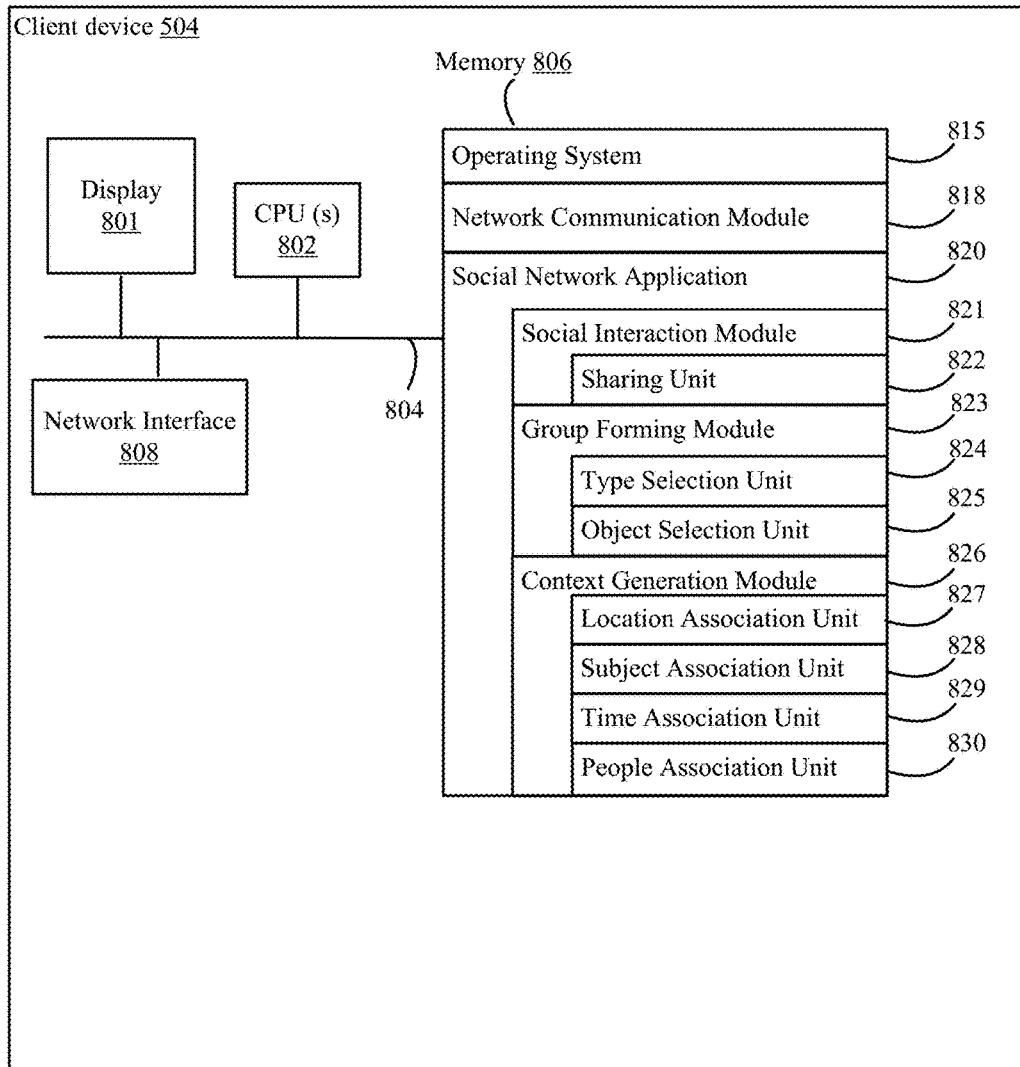 Client device 504
Memory 806
Display
801
CPU (s)
802
Network Interface
808
804
Operating System
815
Network Communication Module
818
Social Network Application
820
Social Interaction Module
821
Sharing Unit
822
Group Forming Module
823
Type Selection Unit
824
Object Selection Unit
825
Context Generation Module
826
Location Association Unit
827
Subject Association Unit
828
Time Association Unit
829
People Association Unit
830